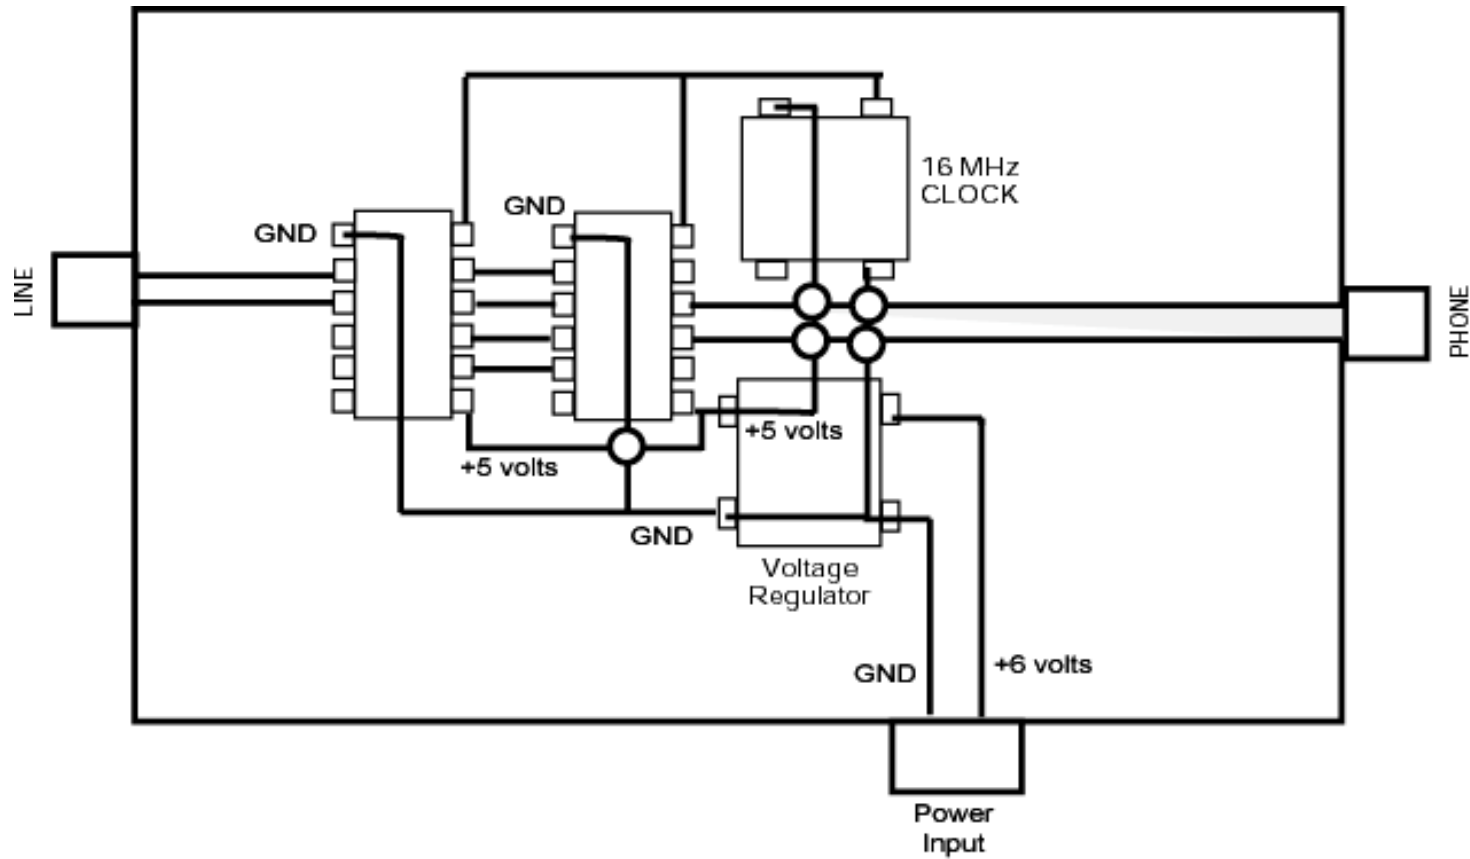 16 MHz
CLOCK
GND
GND
LINE
PHONE
+5 volts
+5 volts
GND
Voltage
Regulator
GND
+6 volts
Power
Input